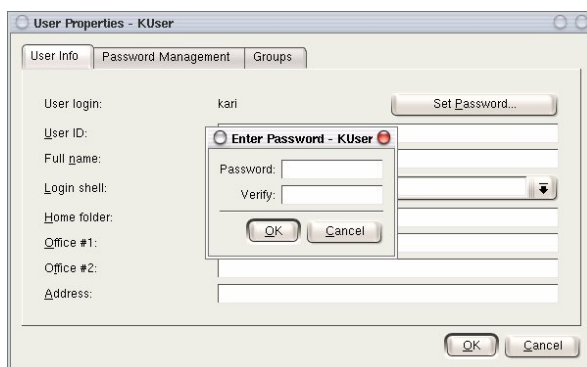 User Properties - KUser
User Info Password Management Groups
User login: kari Set Password...
User ID:
Full name:
Login shell:
Home folder:
Office #1:
Office #2:
Address:
OK Cancel
Enter Password - KUser
Password:
Verify:
OK Cancel